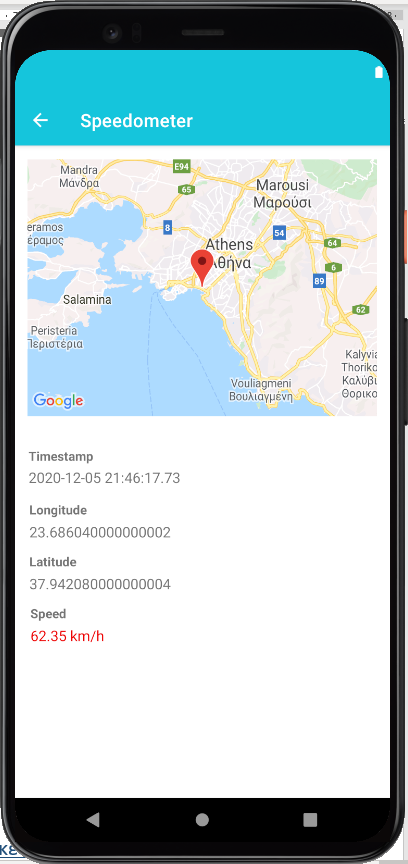 Speedometer
E94
Mandra
Μάνδρα
65
Marousi
Μαρούσι
eramos
έραμος
8
54
Athens
Αθήνα
64
6
89
Salamina
62
Peristeria
Περιστέρια
Kalyvia
Thoriko
Καλύβι
Θορικο
Vouliagmeni
Βουλιαγμένη
Google
Timestamp
2020-12-05 21:46:17.73
Longitude
23.686040000000002
Latitude
37.942080000000004
Speed
62.35 km/h
κε